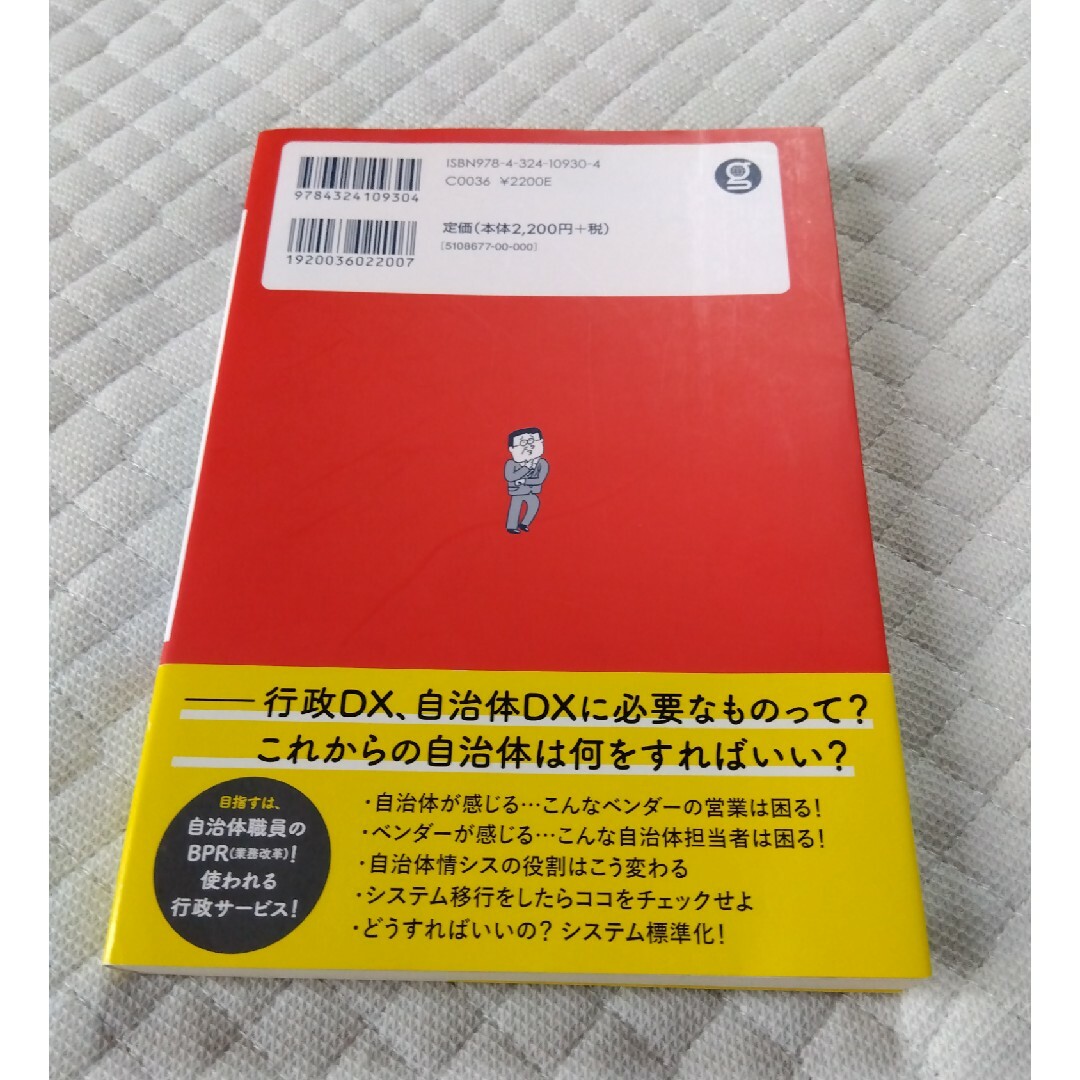 ISBN978-4-324-10930-4
C0036 ¥2200E
9784324109304
定価(本体2,200円+税)
[5108677-00-000]
1920036022007
g
――行政DX、自治体DXに必要なものって?
これからの自治体は何をすればいい?
目指すは、
自治体職員の
BPR(業務改革)!
使われる
行政サービス!
・自治体が感じる…こんなベンダーの営業は困る!
・ベンダーが感じる…こんな自治体担当者は困る!
・自治体情シスの役割はこう変わる
・システム移行をしたらココをチェックせよ
・どうすればいいの? システム標準化!